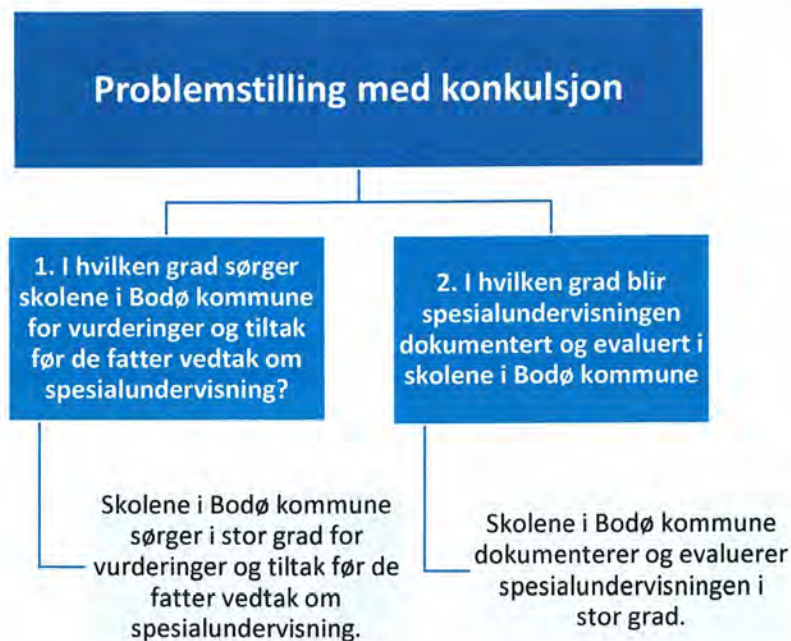 Problemstilling med konkulsjon
1. I hvilken grad sørger
skolene i Bodø kommune
for vurderinger og tiltak
før de fatter vedtak om
spesialundervisning?
Skolene i Bodø kommune
sørger i stor grad for
vurderinger og tiltak før de
fatter vedtak om
spesialundervisning.
2. I hvilken grad blir
spesialundervisningen
dokumentert og evaluert i
skolene i Bodø kommune
Skolene i Bodø kommune
dokumenterer og evaluerer
spesialundervisningen i
stor grad.